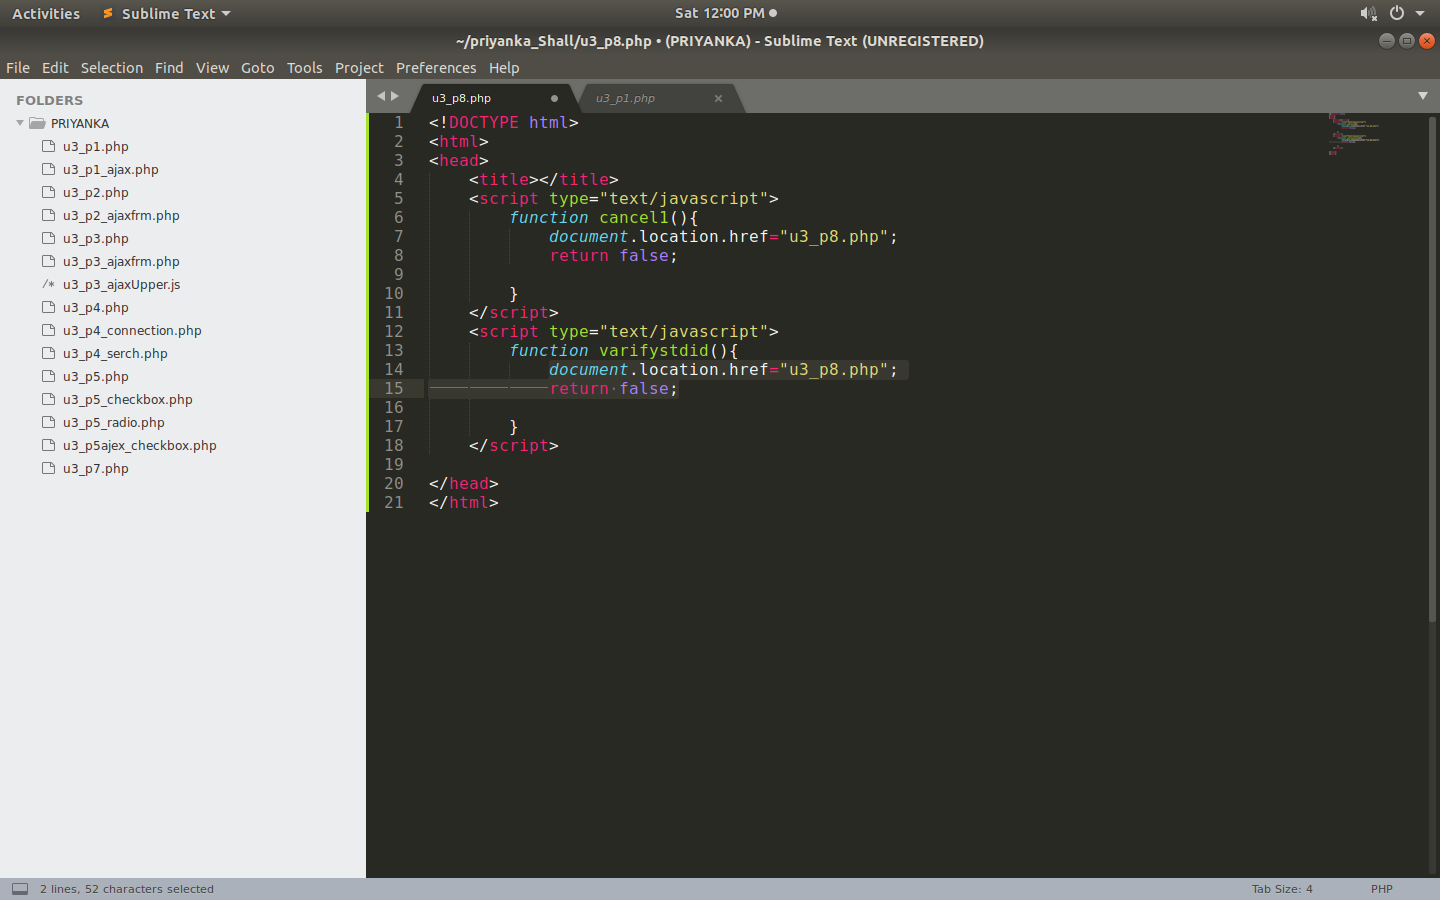 Activities Sublime Text Sat 12:00 PM
~/priyanka_Shall/u3_p8.php • (PRIYANKA) - Sublime Text (UNREGISTERED)
File Edit Selection Find View Goto Tools Project Preferences Help
FOLDERS
PRIYANKA
u3_p1.php
u3_p1_ajax.php
u3_p2.php
u3_p2_ajaxfrm.php
u3_p3.php
u3_p3_ajaxfrm.php
/* u3_p3_ajaxUpper.js
u3_p4.php
u3_p4_connection.php
u3_p4_serch.php
u3_p5.php
u3_p5_checkbox.php
u3_p5_radio.php
u3_p5ajex_checkbox.php
u3_p7.php
u3_p8.php u3_p1.php ×
1 <!DOCTYPE html>
2 <html>
3 <head>
4 <title></title>
5 <script type="text/javascript">
6 function cancel1(){
7 document.location.href="u3_p8.php";
8 return false;
9
10 }
11 </script>
12 <script type="text/javascript">
13 function varifystdid(){
14 document.location.href="u3_p8.php";
15 return false;
16
17 }
18 </script>
19
20 </head>
21 </html>
2 lines, 52 characters selected Tab Size: 4 PHP